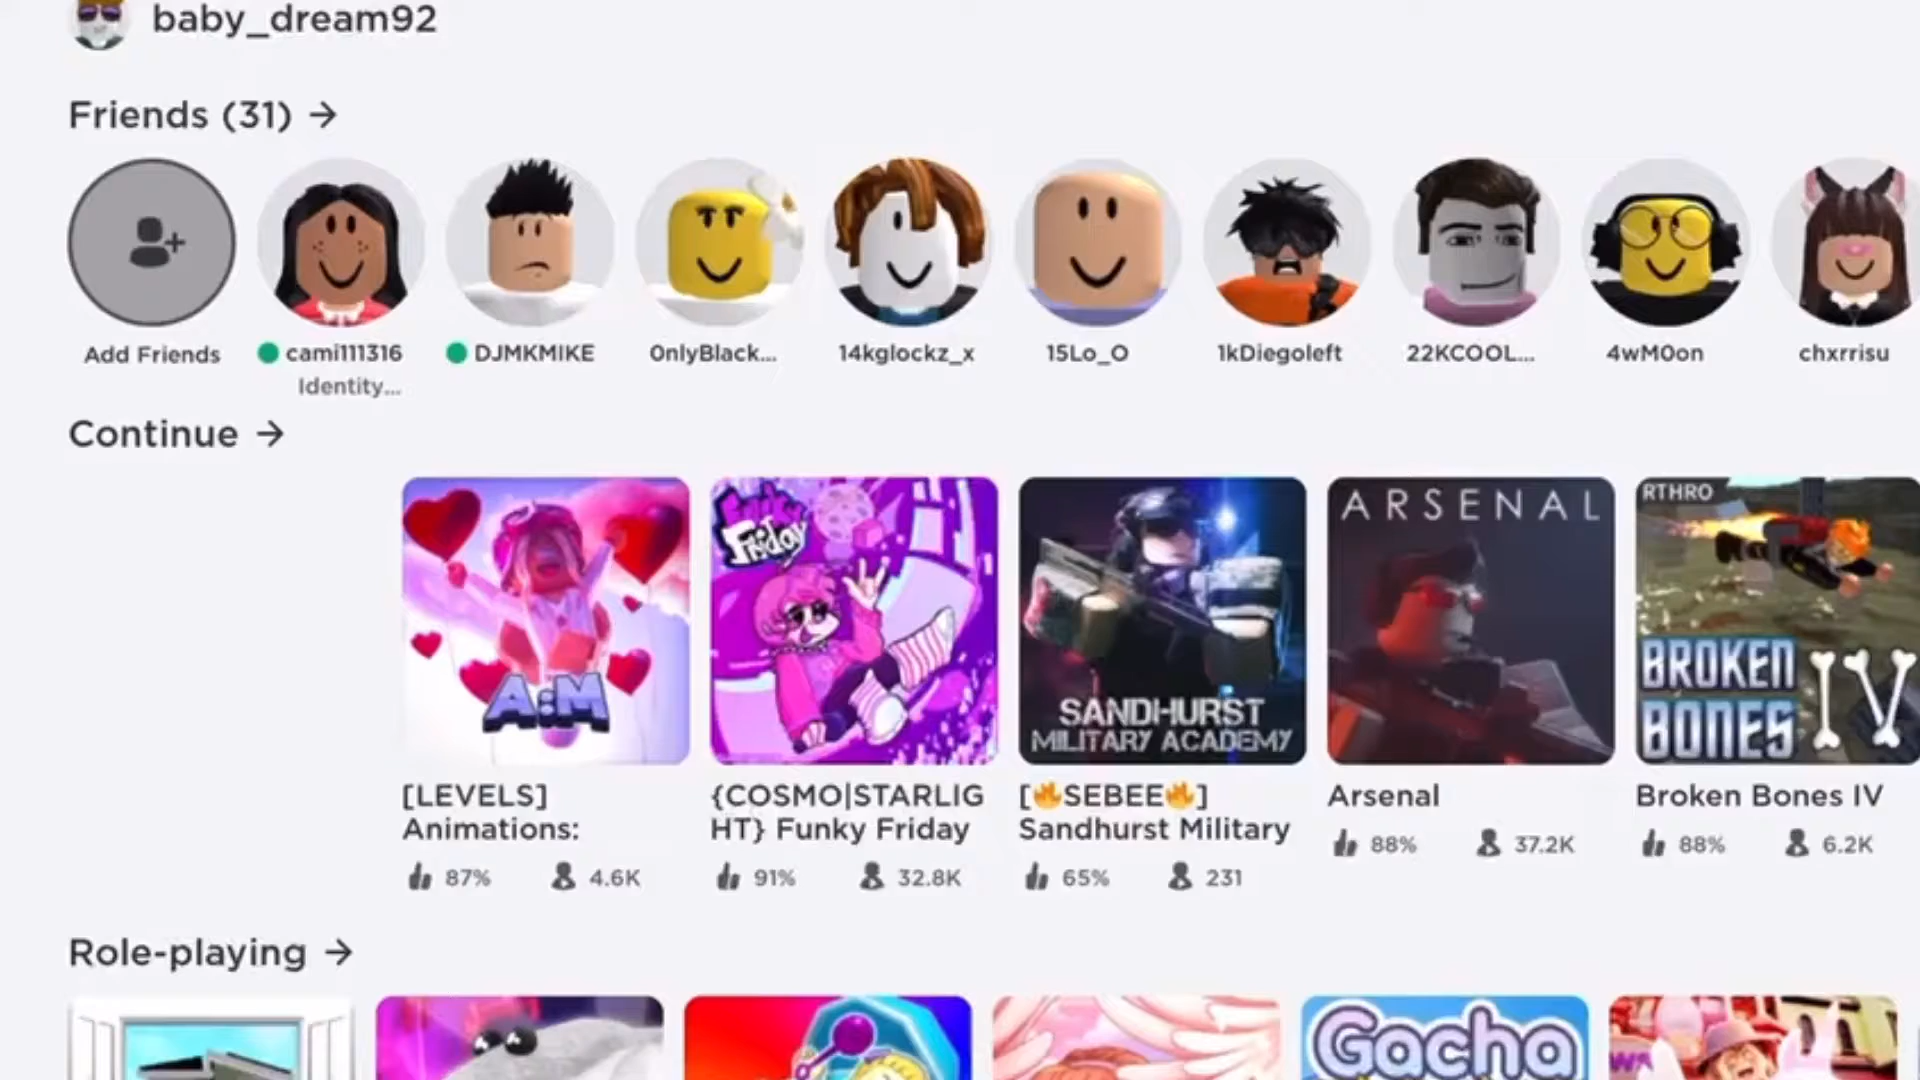 baby_dream92
Friends (31) →
Add Friends
cami111316
Identity...
DJMKMIKE
0nlyBlack...
14kglockz_x
15Lo_O
1kDiegoleft
22KCOOL...
4wM0on
chxrrisu
Continue →
A:M
Funky
Friday
SANDHURST
MILITARY ACADEMY
ARSENAL
RTHRO
BROKEN
BONES IV
[LEVELS]
Animations:
87% 4.6K
{COSMO|STARLIG
HT} Funky Friday
91% 32.8K
[🔥SEBEE🔥]
Sandhurst Military
65% 231
Arsenal
88% 37.2K
Broken Bones IV
88% 6.2K
Role-playing →
Gacha